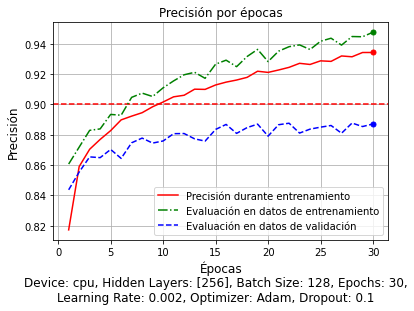 Precisión por épocas
Precisión
0.94
0.92
0.90
0.88
0.86
0.84
0.82
0
5
10
15
20
25
30
Precisión durante entrenamiento
Evaluación en datos de entrenamiento
Evaluación en datos de validación
Épocas
Device: cpu, Hidden Layers: [256], Batch Size: 128, Epochs: 30,
Learning Rate: 0.002, Optimizer: Adam, Dropout: 0.1